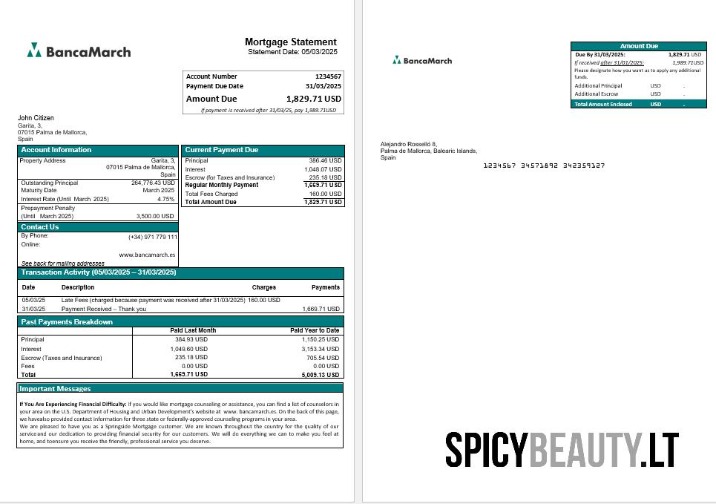 BancaMarch
Mortgage Statement
Statement Date: 05/03/2025
Account Number 1234567
Payment Due Date 31/03/2025
Amount Due 1,829.71 USD
If payment is received after 31/03/25, pay 1,989.71USD
John Citizen
Garita, 3,
07015 Palma de Mallorca,
Spain
Account Information
Property Address Garita, 3,
07015 Palma de Mallorca,
Spain
Outstanding Principal 264,776.43 USD
Maturity Date March 2025
Interest Rate (Until March 2025) 4.75%
Prepayment Penalty
(Until March 2025) 3,500.00 USD
Contact Us
By Phone: (+34) 971 779 111
Online:
www.bancamarch.es
See back for mailing addresses
Current Payment Due
Principal 386.46 USD
Interest 1,048.07 USD
Escrow (for Taxes and Insurance) 235.18 USD
Regular Monthly Payment 1,669.71 USD
Total Fees Charged 160.00 USD
Total Amount Due 1,829.71 USD
Transaction Activity (05/03/2025 – 31/03/2025)
Date Description Charges Payments
05/03/25 Late Fees (charged because payment was received after 31/03/2025) 160.00 USD
31/03/25 Payment Received – Thank you 1,669.71 USD
Past Payments Breakdown
Paid Last Month Paid Year to Date
Principal 384.93 USD 1,150.25 USD
Interest 1,049.60 USD 3,153.34 USD
Escrow (Taxes and Insurance) 235.18 USD 705.54 USD
Fees 0.00 USD 0.00 USD
Total 1,669.71 USD 5,009.13 USD
Important Messages
If You Are Experiencing Financial Difficulty: if you would like mortgage counseling or assistance, you can find a list of counselors in
your area on the U.S. Department of Housing and Urban Development's website at www. bancamarch.es. On the back of this page,
we have also provided contact information for three state or federally-approved counseling programs in your area.
We are pleased to have you as a Springside Mortgage customer. We are known throughout the country for the quality of our
service and our dedication to providing financial security for our customers. We will do everything we can to make you feel at
home, and to ensure you receive the friendly, professional service you deserve.
BancaMarch
Amount Due
Due By 31/03/2025: 1,829.71 USD
If received after 31/03/2025: 1,989.71USD
Please designate how you want us to apply any additional
funds.
Additional Principal USD .
Additional Escrow USD .
Total Amount Enclosed USD .
Alejandro Rosselló 8,
Palma de Mallorca, Balearic Islands,
Spain
1234567 34571892 342359127
SPICYBEAUTY.LT